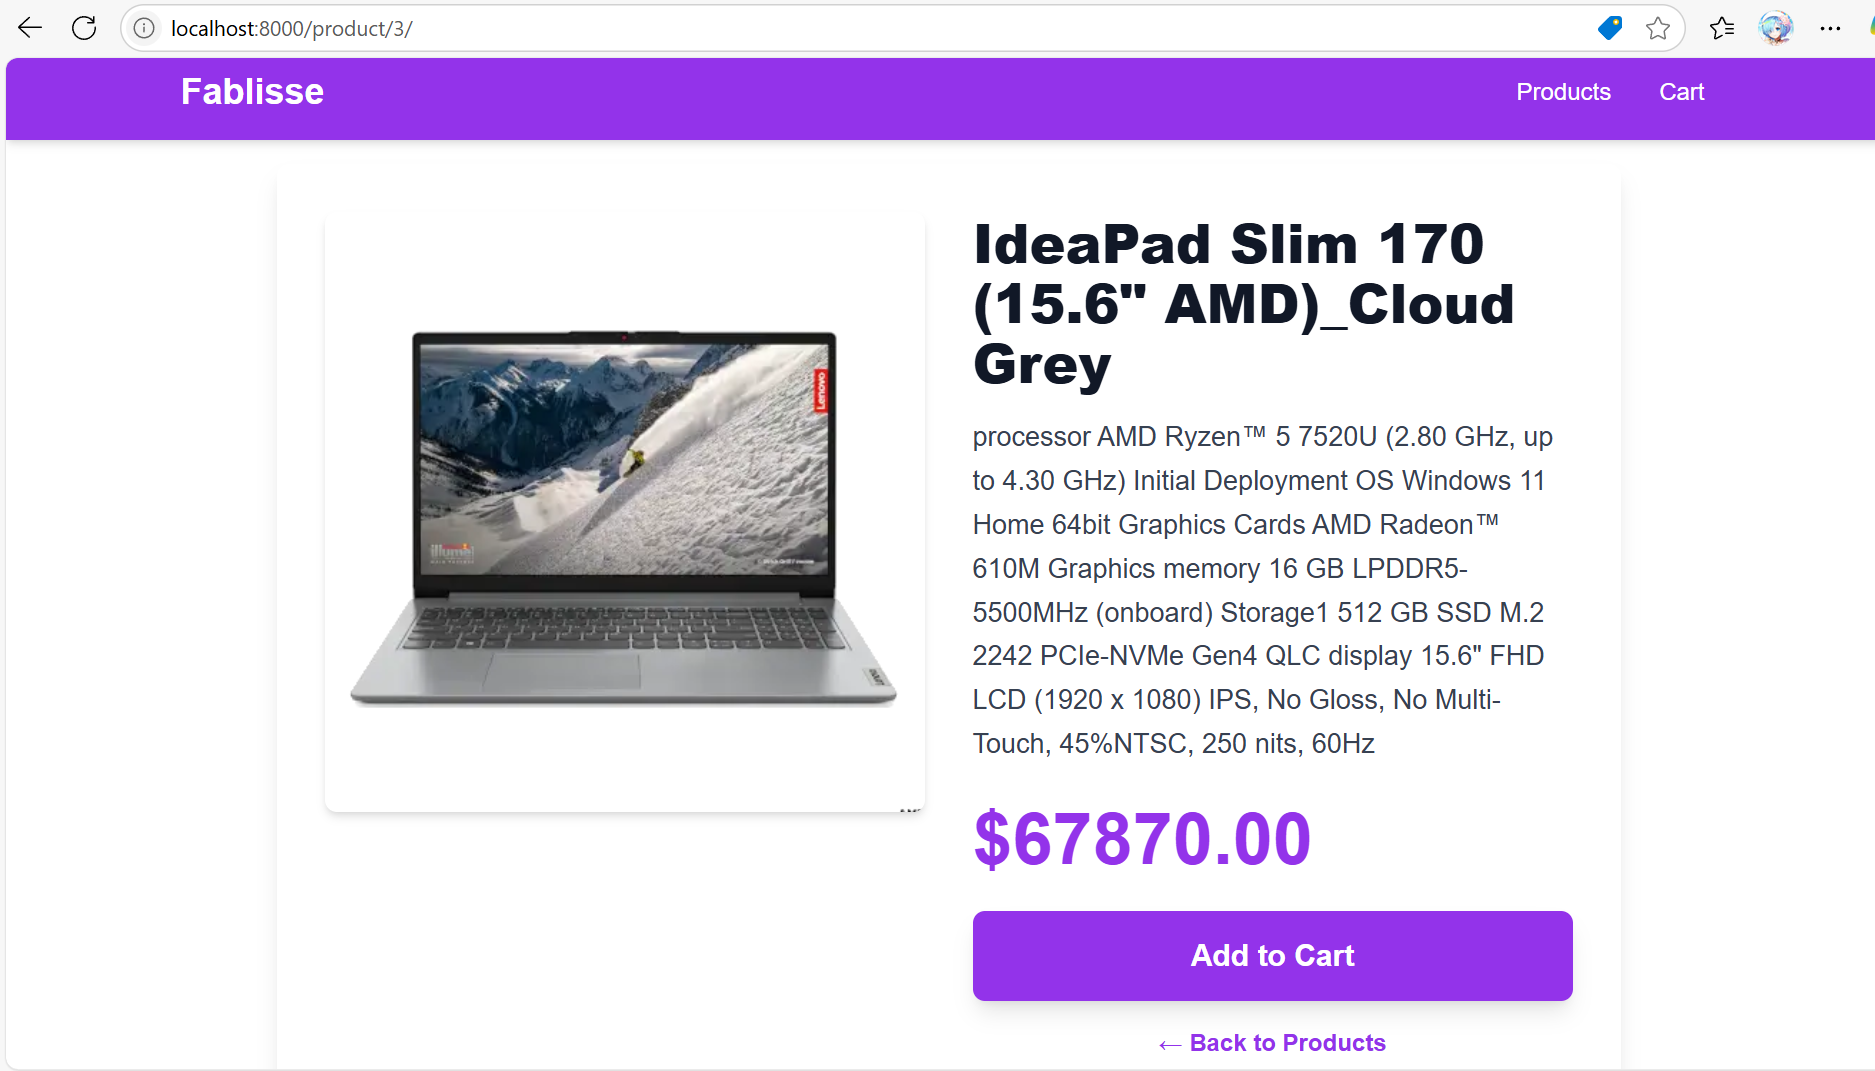 localhost:8000/product/3/
Fablisse
Products
Cart
Lenovo
IdeaPad Slim 170
(15.6" AMD)_Cloud
Grey
processor AMD Ryzen™ 5 7520U (2.80 GHz, up
to 4.30 GHz) Initial Deployment OS Windows 11
Home 64bit Graphics Cards AMD Radeon™
610M Graphics memory 16 GB LPDDR5-
5500MHz (onboard) Storage1 512 GB SSD M.2
2242 PCIe-NVMe Gen4 QLC display 15.6" FHD
LCD (1920 x 1080) IPS, No Gloss, No Multi-
Touch, 45%NTSC, 250 nits, 60Hz
$67870.00
Add to Cart
← Back to Products